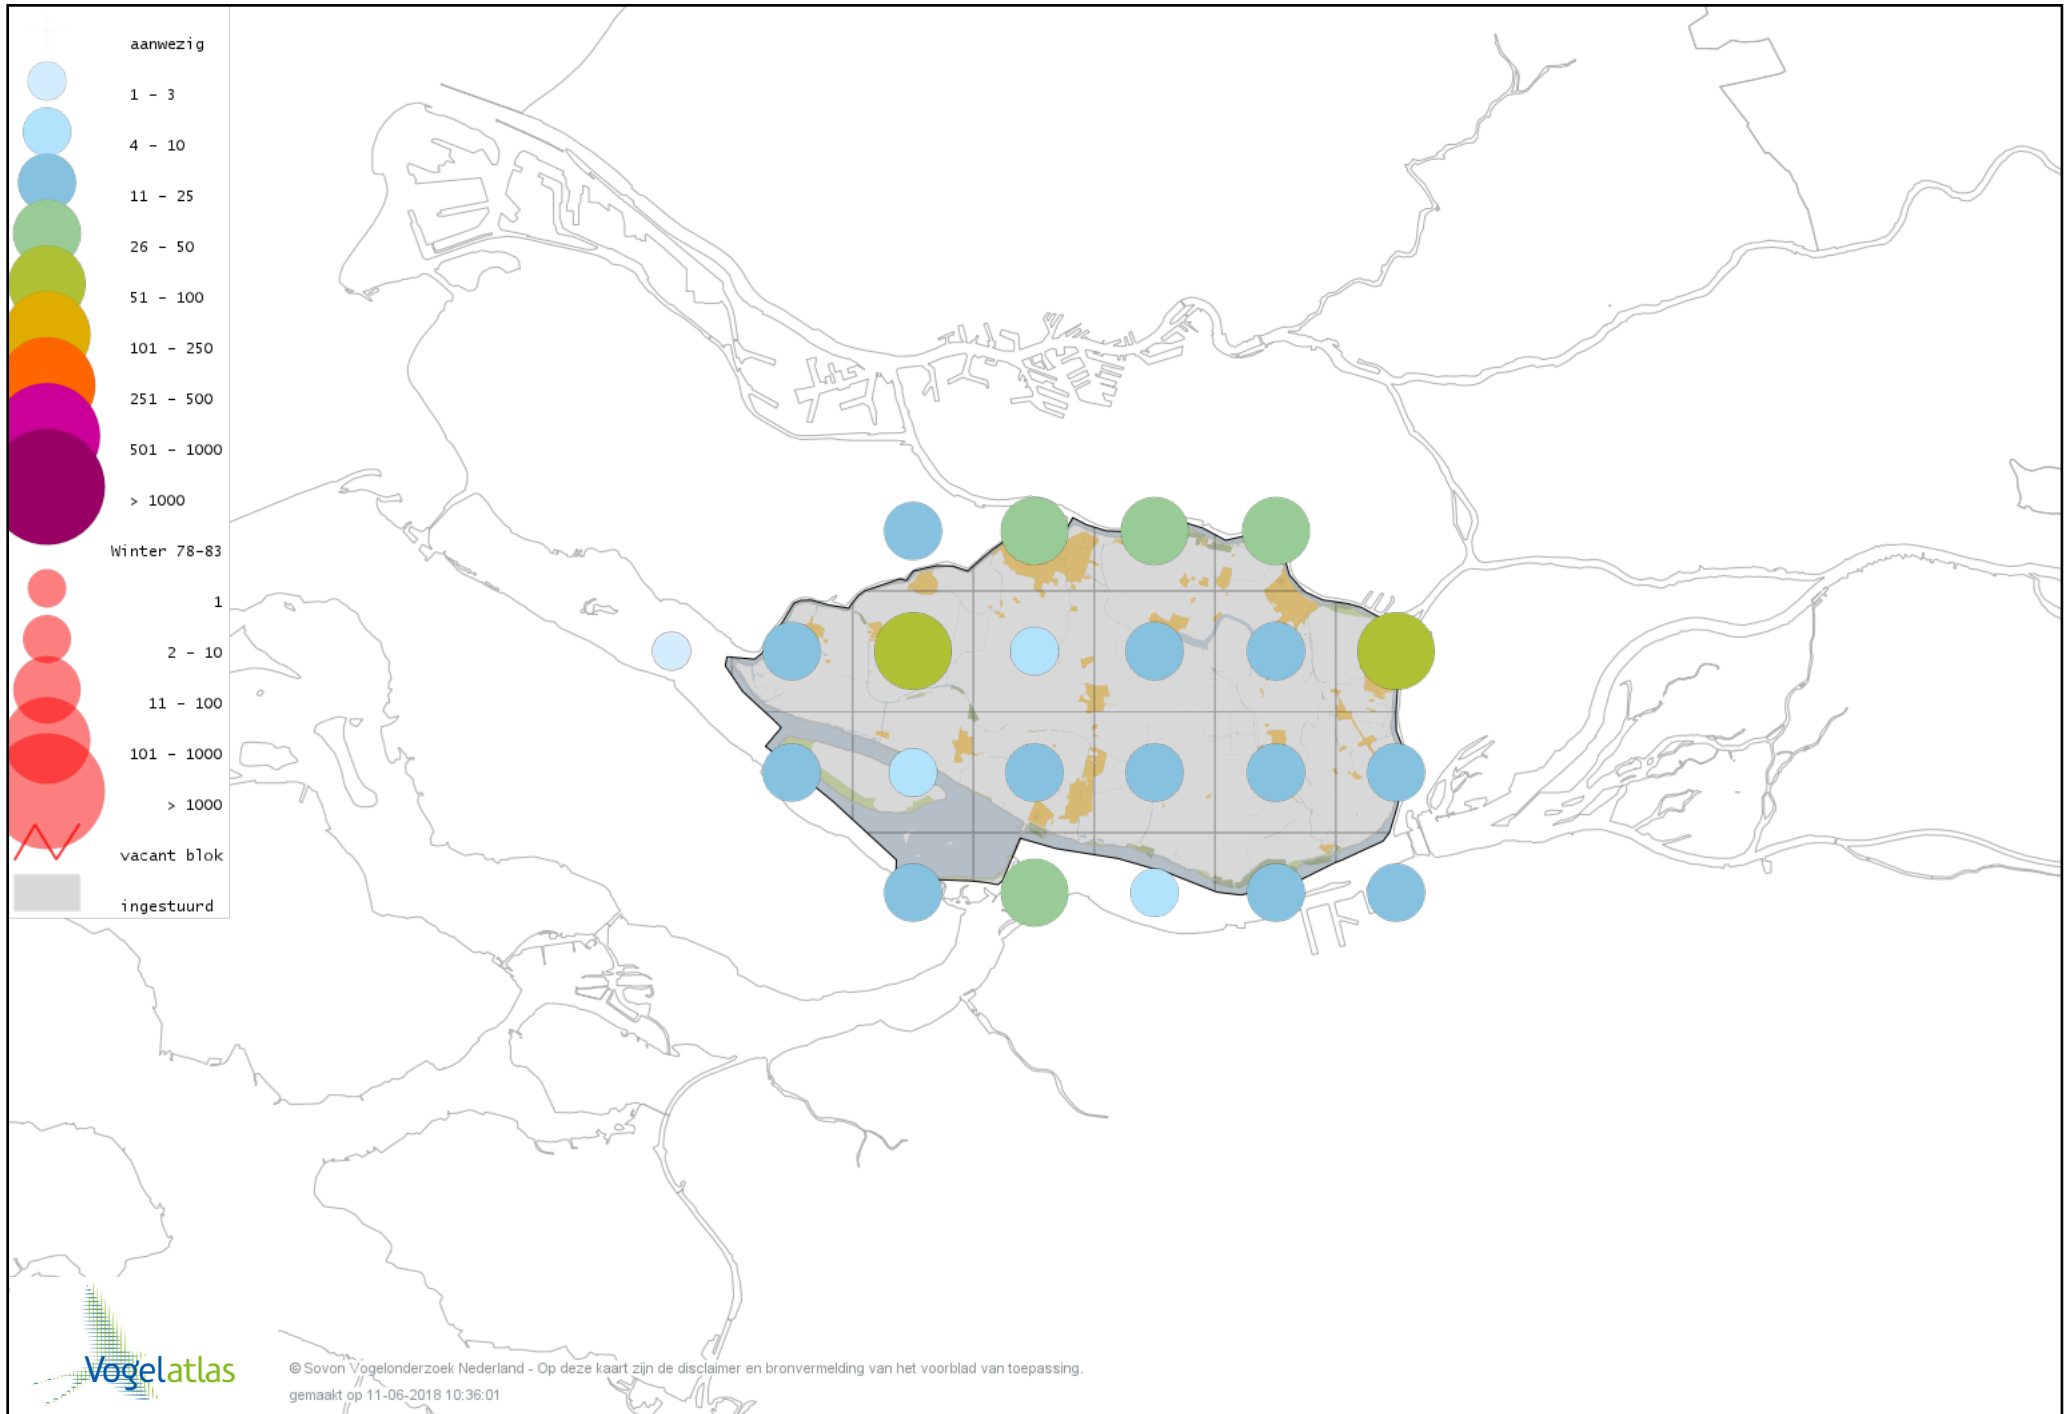 aanwezig
1 - 3
4 - 10
11 - 25
26 - 50
51 - 100
101 - 250
251 - 500
501 - 1000
> 1000
Winter 78-83
1
2 - 10
11 - 100
101 - 1000
> 1000
vacant blok
ingestuurd
Vogelatlas
© Sovon Vogelonderzoek Nederland - Op deze kaart zijn de disclaimer en bronvermelding van het voorblad van toepassing.
gemaakt op 11-06-2018 10:36:01